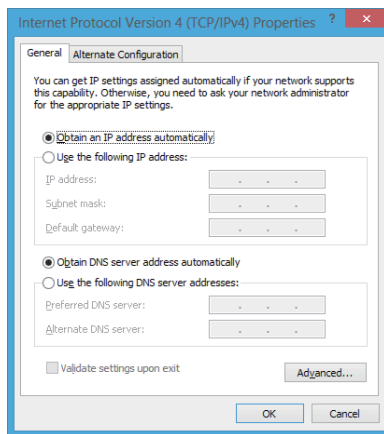 Internet Protocol Version 4 (TCP/IPv4) Properties ? ×
General Alternate Configuration
You can get IP settings assigned automatically if your network supports
this capability. Otherwise, you need to ask your network administrator
for the appropriate IP settings.
Obtain an IP address automatically
Use the following IP address:
IP address: . . .
Subnet mask: . . .
Default gateway: . . .
Obtain DNS server address automatically
Use the following DNS server addresses:
Preferred DNS server: . . .
Alternate DNS server: . . .
Validate settings upon exit
Advanced...
OK Cancel